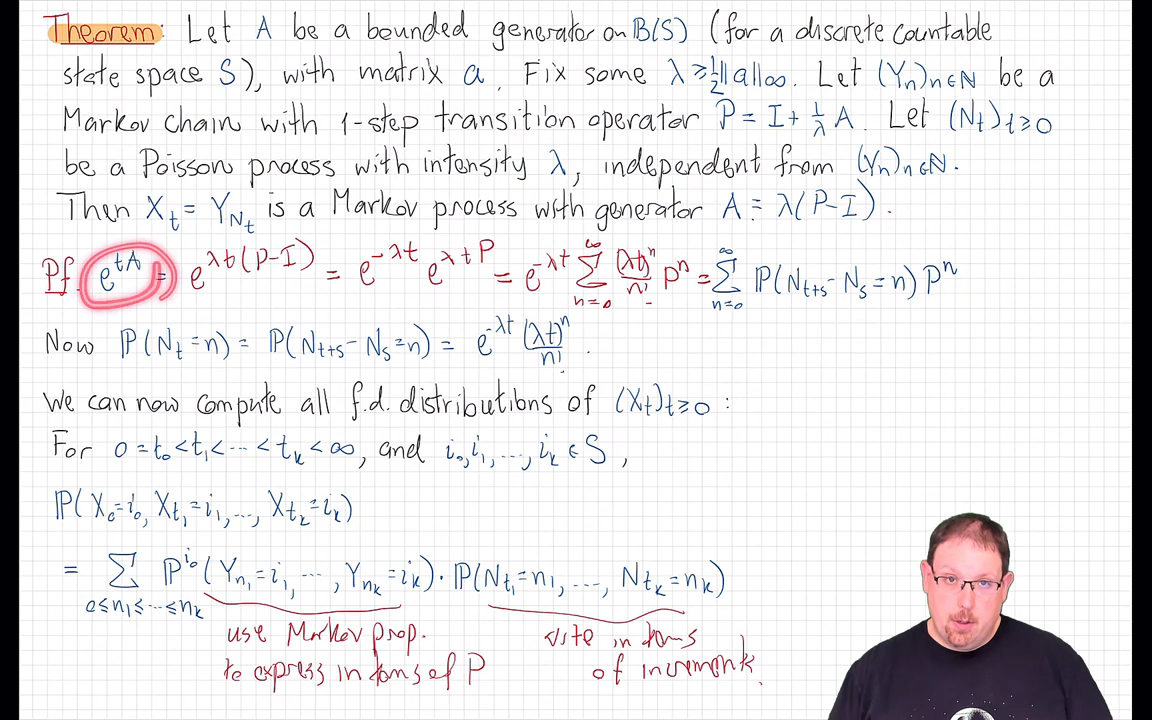 Theorem: Let A be a bounded generator on 𝔹(S) (for a discrete countable
state space S), with matrix a. Fix some λ ≥ 1/2 ||a||∞. Let (Yn)n∈ℕ be a
Markov chain with 1-step transition operator P = I + 1/λ A. Let (Nt)t≥0
be a Poisson process with intensity λ, independent from (Yn)n∈ℕ.
Then Xt = Y_Nt is a Markov process with generator A = λ(P-I).
Pf. e^{tA} = e^{λt(P-I)} = e^{-λt} e^{λtP} = e^{-λt} ∑_{n=0}^{∞} (λt)^n/n! P^n = ∑_{n=0}^{∞} ℙ(N_{t+s} - N_s = n) P^n
Now ℙ(Nt = n) = ℙ(N_{t+s} - N_s = n) = e^{-λt} (λt)^n/n! .
We can now compute all f.d. distributions of (Xt)t≥0 :
For 0 = t0 < t1 < ... < tk < ∞, and i0, i1, ..., ik ∈ S,
ℙ(X0 = i0, Xt1 = i1, ..., Xtk = ik)
= ∑_{0≤n1≤...≤nk} ℙ^{i0}(Yn1 = i1, ..., Ynk = ik) · ℙ(Nt1 = n1, ..., Ntk = nk)
use Markov prop. write in terms
to express in terms of P of increments.